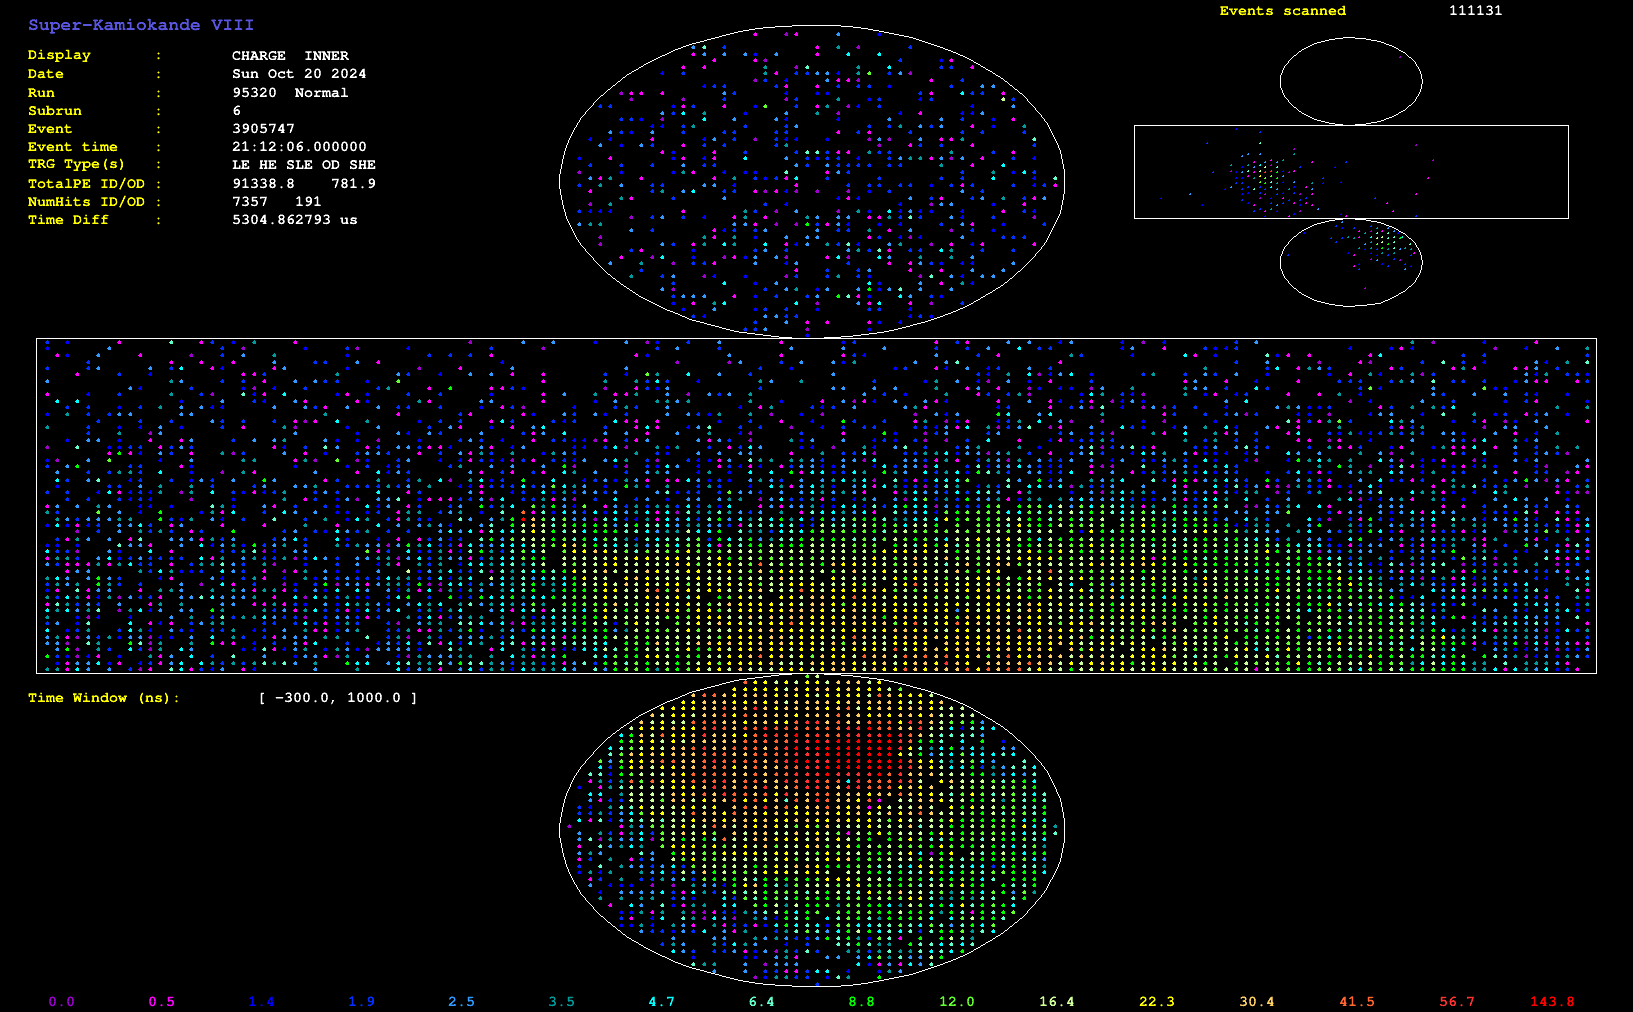 Super-Kamiokande VIII
Events scanned 111131
Display : CHARGE INNER
Date : Sun Oct 20 2024
Run : 95320 Normal
Subrun : 6
Event : 3905747
Event time : 21:12:06.000000
TRG Type(s) : LE HE SLE OD SHE
TotalPE ID/OD : 91338.8 781.9
NumHits ID/OD : 7357 191
Time Diff : 5304.862793 us
Time Window (ns): [ −300.0, 1000.0 ]
0.0 0.5 1.4 1.9 2.5 3.5 4.7 6.4 8.8 12.0 16.4 22.3 30.4 41.5 56.7 143.8